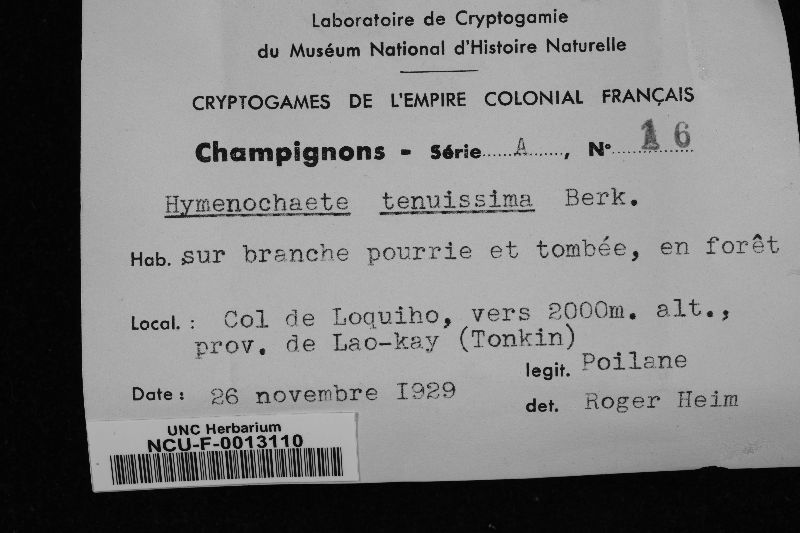 Laboratoire de Cryptogamie
du Muséum National d'Histoire Naturelle
CRYPTOGAMES DE L'EMPIRE COLONIAL FRANÇAIS
Champignons - Série......A......, N°..........16
Hymenochaete tenuissima Berk.
Hab. sur branche pourrie et tombée, en forêt
Local. : Col de Loquiho, vers 2000m. alt.,
prov. de Lao-kay (Tonkin)
legit. Poilane
Date : 26 novembre I929
det. Roger Heim
UNC Herbarium
NCU-F-0013110